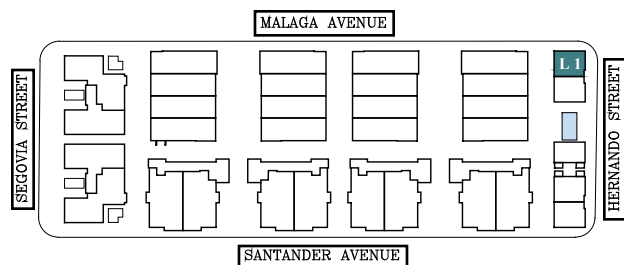 MALAGA AVENUE
SEGOVIA STREET
L 1
HERNANDO STREET
SANTANDER AVENUE